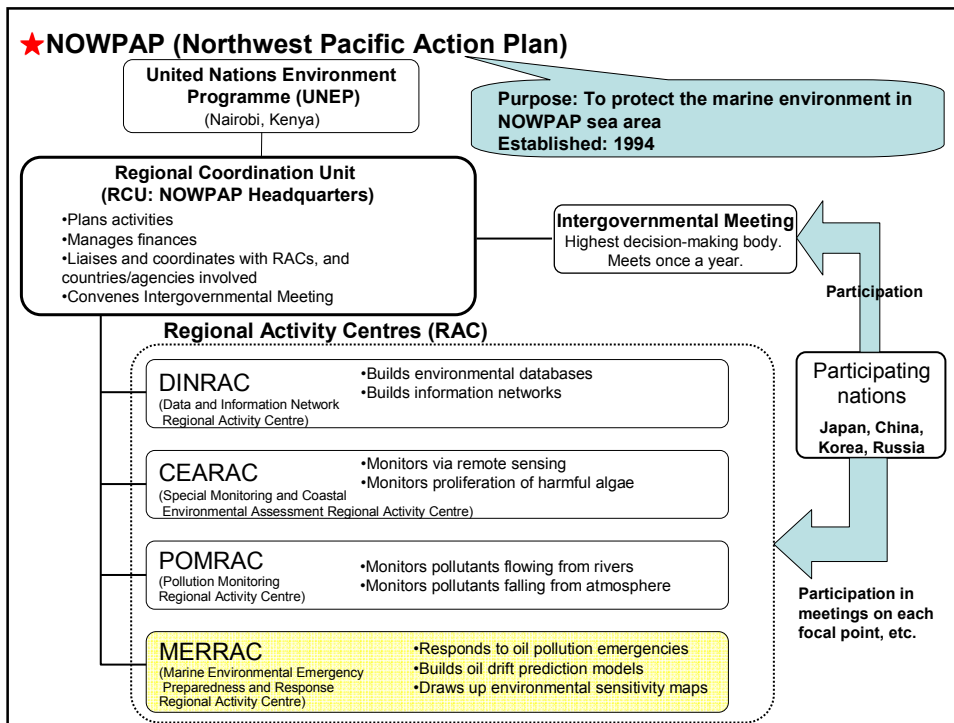 ★NOWPAP (Northwest Pacific Action Plan)
United Nations Environment
Programme (UNEP)
(Nairobi, Kenya)
Purpose: To protect the marine environment in
NOWPAP sea area
Established: 1994
Regional Coordination Unit
(RCU: NOWPAP Headquarters)
•Plans activities
•Manages finances
•Liaises and coordinates with RACs, and
countries/agencies involved
•Convenes Intergovernmental Meeting
Intergovernmental Meeting
Highest decision-making body.
Meets once a year.
Participation
Participating
nations
Japan, China,
Korea, Russia
Participation in
meetings on each
focal point, etc.
Regional Activity Centres (RAC)
DINRAC
(Data and Information Network
Regional Activity Centre)
•Builds environmental databases
•Builds information networks
CEARAC
(Special Monitoring and Coastal
Environmental Assessment Regional Activity Centre)
•Monitors via remote sensing
•Monitors proliferation of harmful algae
POMRAC
(Pollution Monitoring
Regional Activity Centre)
•Monitors pollutants flowing from rivers
•Monitors pollutants falling from atmosphere
MERRAC
(Marine Environmental Emergency
Preparedness and Response
Regional Activity Centre)
•Responds to oil pollution emergencies
•Builds oil drift prediction models
•Draws up environmental sensitivity maps